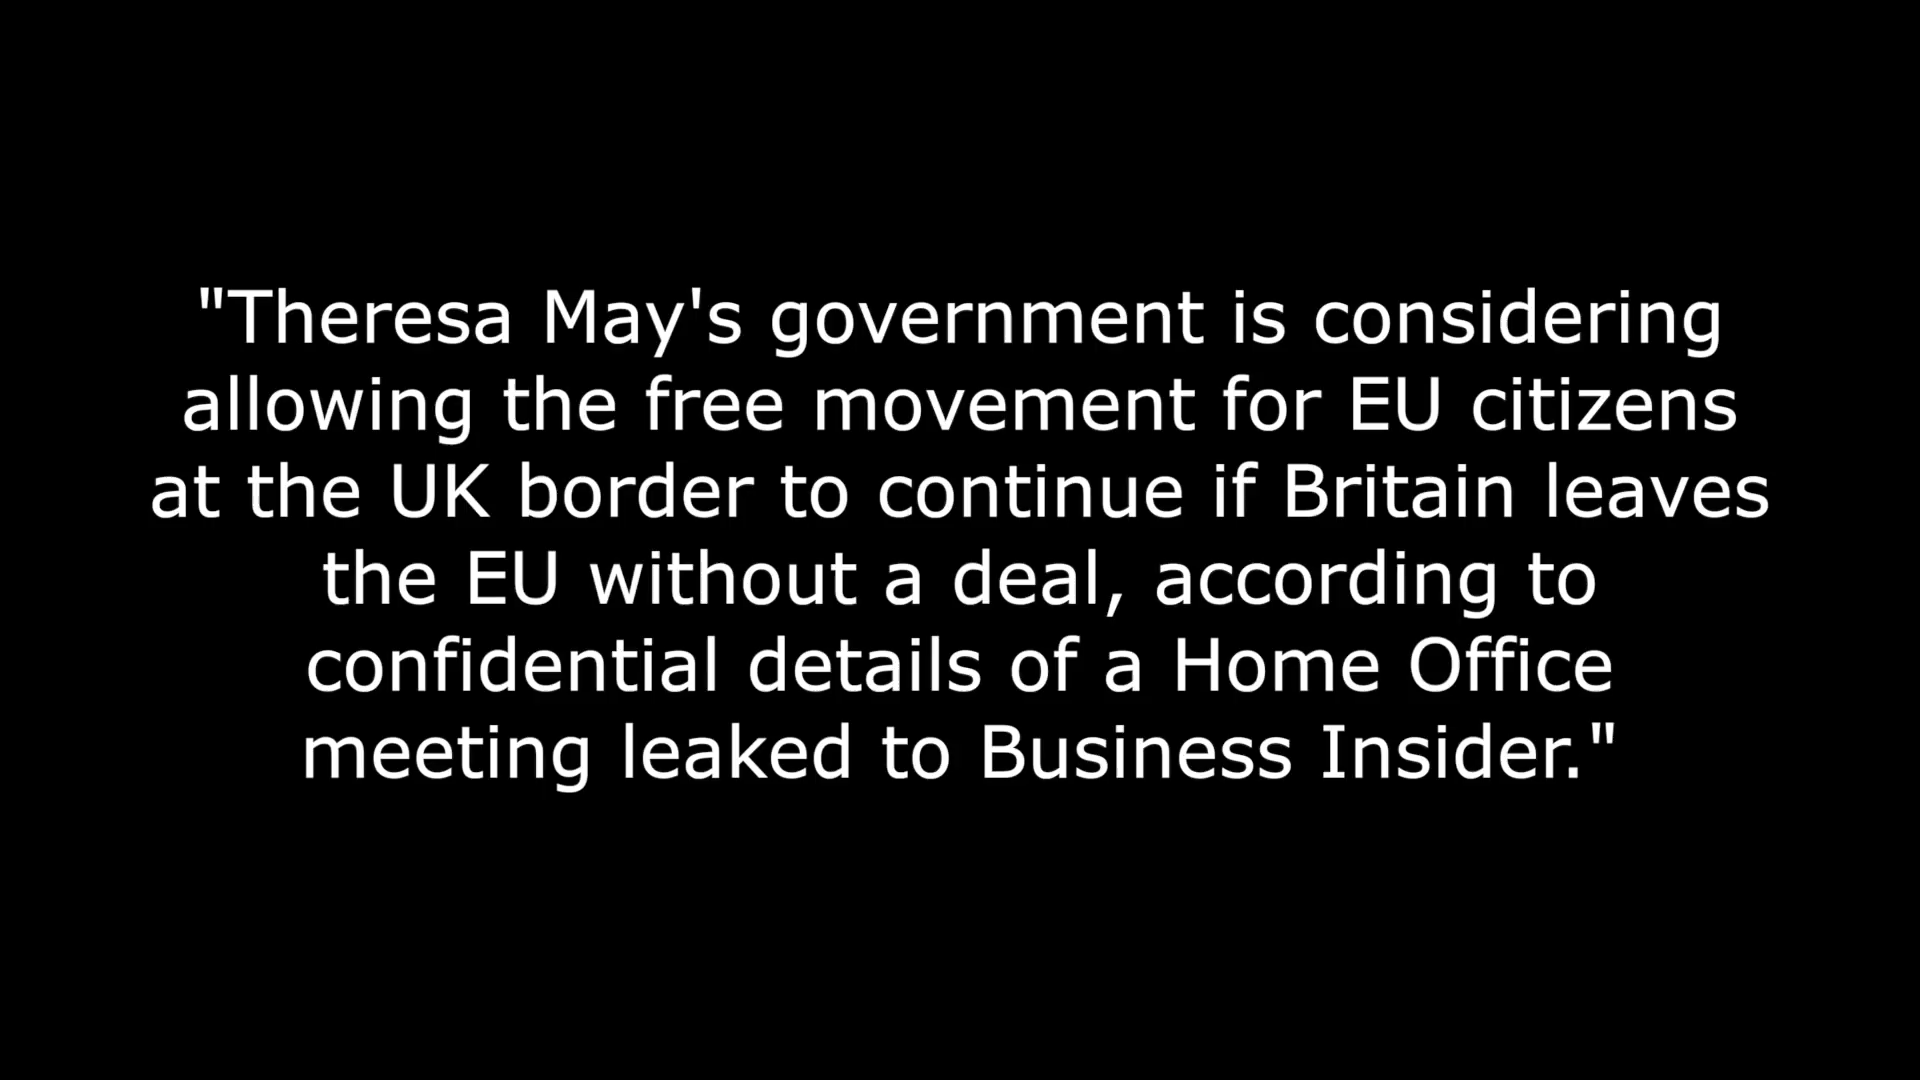 "Theresa May's government is considering
allowing the free movement for EU citizens
at the UK border to continue if Britain leaves
the EU without a deal, according to
confidential details of a Home Office
meeting leaked to Business Insider."